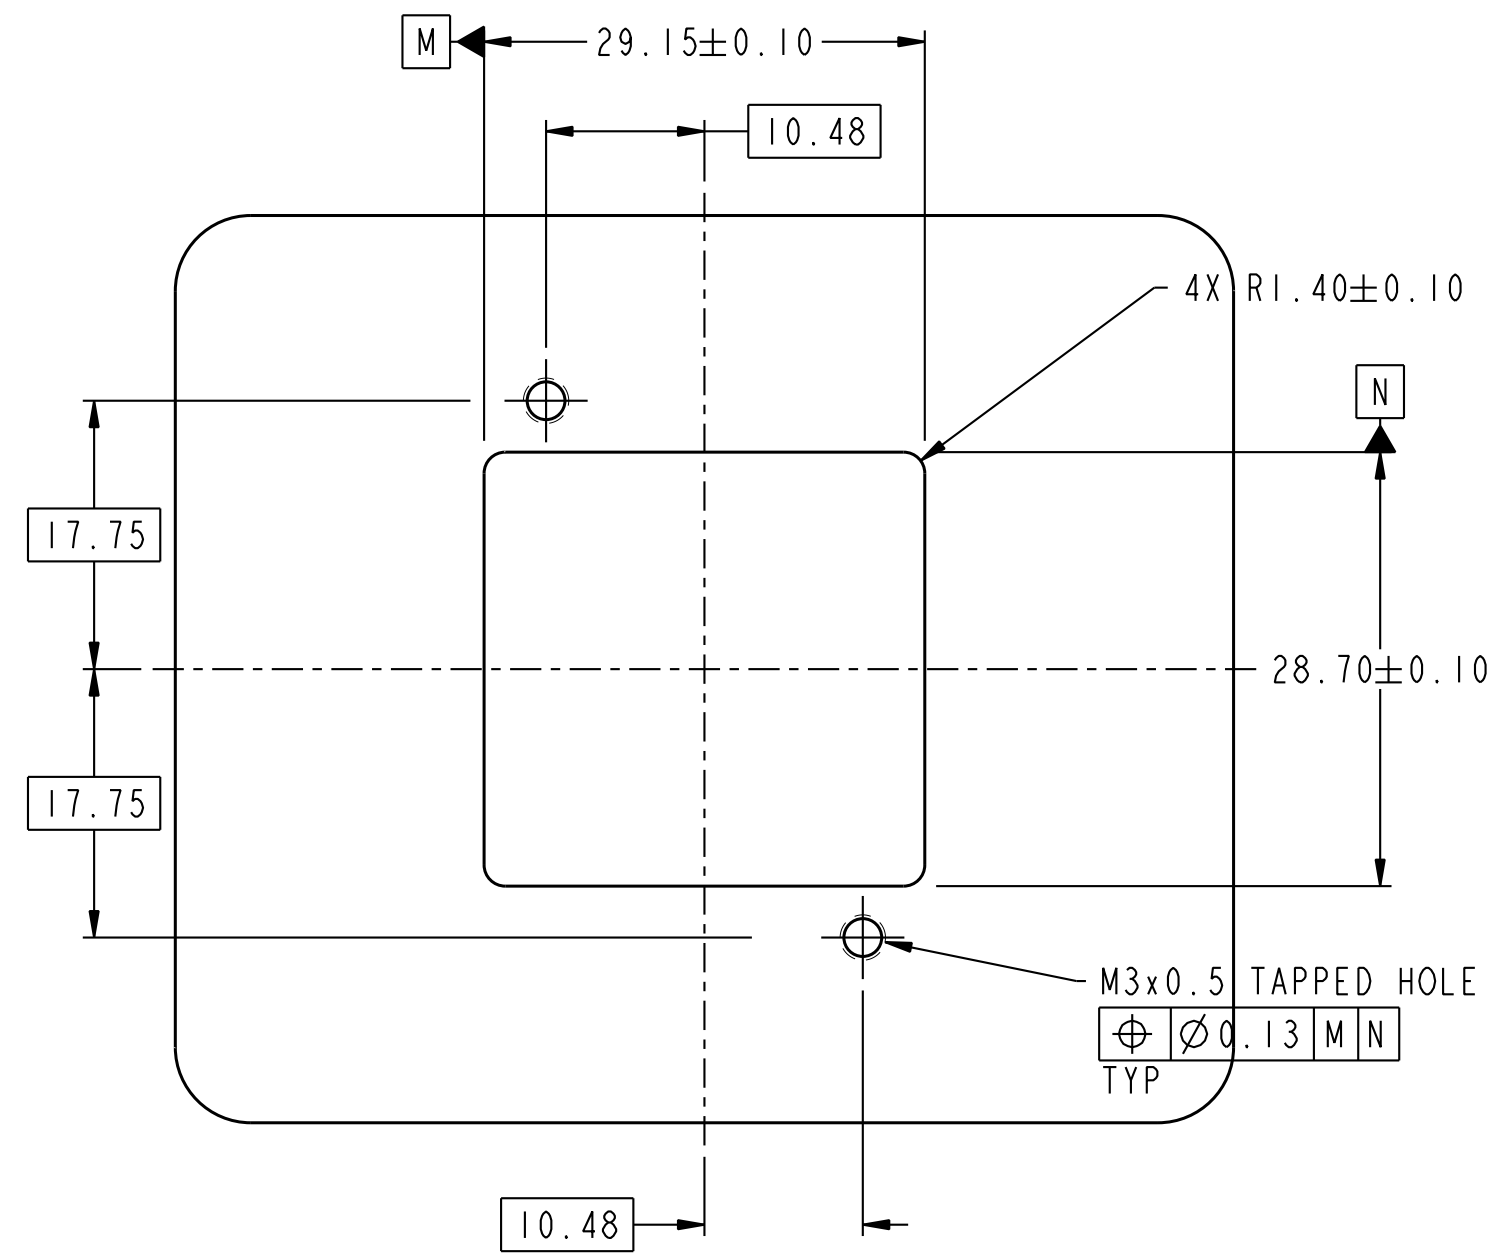 M
29.15±0.10
10.48
4X R1.40±0.10
N
17.75
28.70±0.10
17.75
M3x0.5 TAPPED HOLE
⌖ ⌀0.13 M N
TYP
10.48